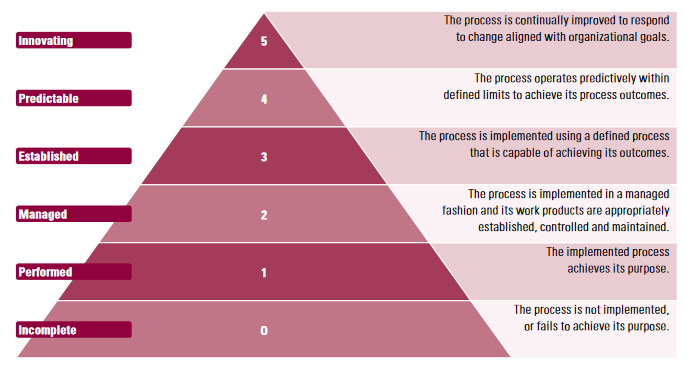 Innovating
5
The process is continually improved to respond
to change aligned with organizational goals.
Predictable
4
The process operates predictively within
defined limits to achieve its process outcomes.
Established
3
The process is implemented using a defined process
that is capable of achieving its outcomes.
Managed
2
The process is implemented in a managed
fashion and its work products are appropriately
established, controlled and maintained.
Performed
1
The implemented process
achieves its purpose.
Incomplete
0
The process is not implemented,
or fails to achieve its purpose.